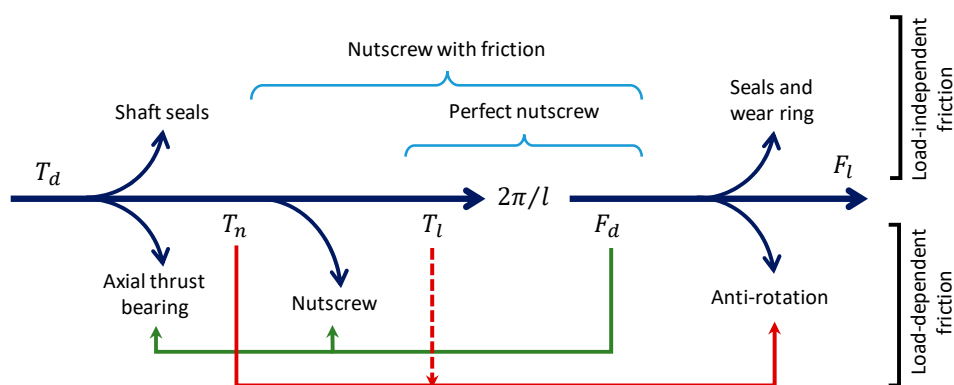 Nutscrew with friction
Seals and
wear ring
Load-independent
friction
Shaft seals
Perfect nutscrew
T_d
2π/l
F_l
T_n
T_l
F_d
Axial thrust
bearing
Nutscrew
Anti-rotation
Load-dependent
friction